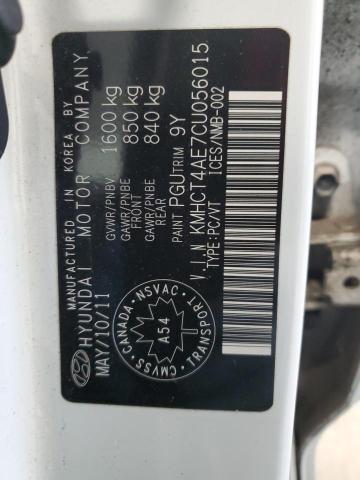 MANUFACTURED IN KOREA BY
HYUNDAI MOTOR COMPANY
MAY/10/11
GVWR/PNBV 1600 kg
GAWR/PNBE FRONT 850 kg
GAWR/PNBE REAR 840 kg
PAINT PGU TRIM 9Y
V.I.N KMHCT4AE7CU056015
TYPE:PC/VT ICES/NMB-002
CANADA NSVAC
A54
CMVSS TRANSPORT